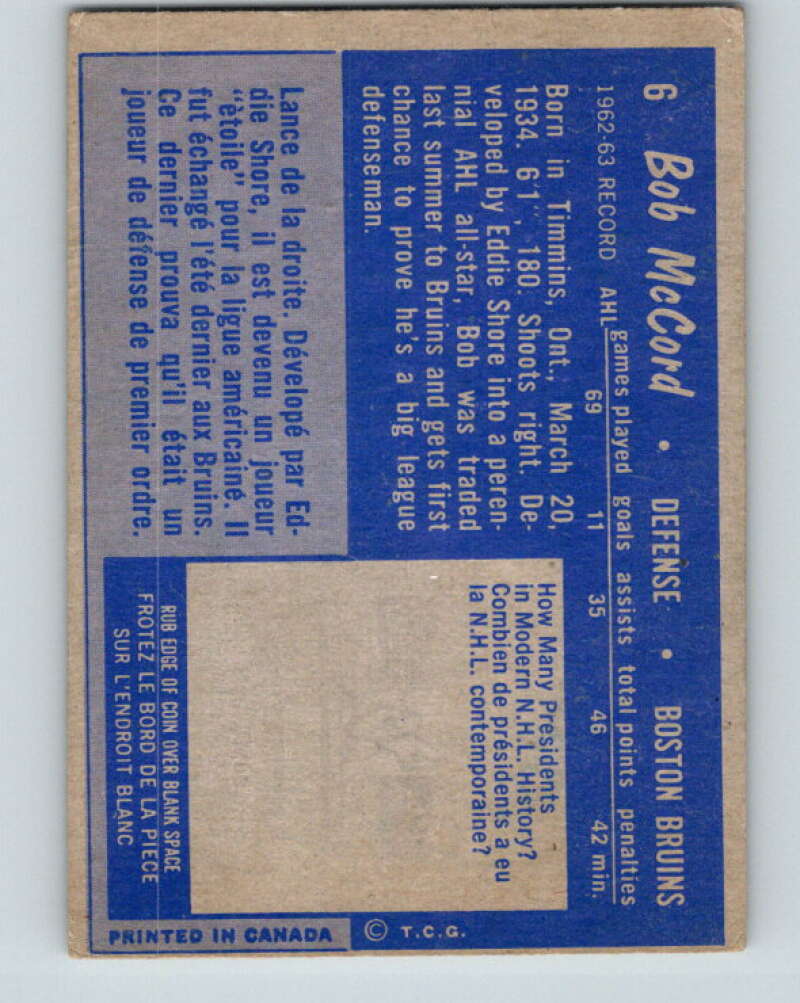 6 Bob McCord • DEFENSE • BOSTON BRUINS
games played goals assists total points penalties
1962-63 RECORD AHL 69 11 35 46 42 min.
Born in Timmins, Ont., March 20,
1934. 6'1", 180. Shoots right. De-
veloped by Eddie Shore into a peren-
nial AHL all-star, Bob was traded
last summer to Bruins and gets first
chance to prove he's a big league
defenseman.
Lance de la droite. Dévelopé par Ed-
die Shore, il est devenu un joueur
"étoile" pour la ligue américaine. Il
fut échangé l'été dernier aux Bruins.
Ce dernier prouva qu'il était un
joueur de défense de premier ordre.
How Many Presidents
in Modern N.H.L. History?
Combien de présidents a eu
la N.H.L. contemporaine?
RUB EDGE OF COIN OVER BLANK SPACE
FROTEZ LE BORD DE LA PIECE
SUR L'ENDROIT BLANC
PRINTED IN CANADA © T.C.G.